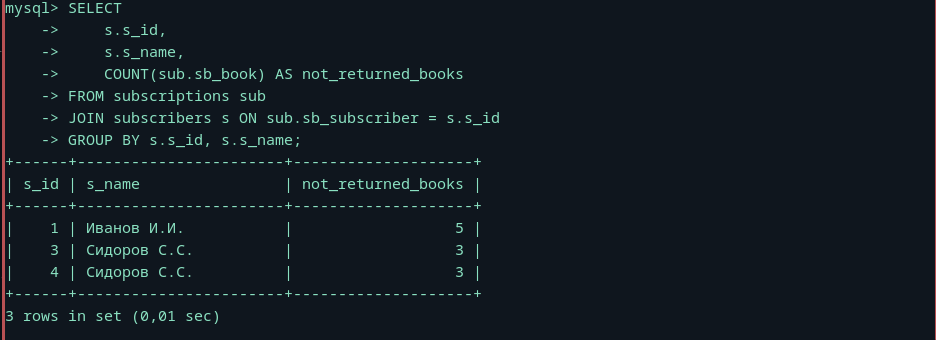 mysql> SELECT
    ->     s.s_id,
    ->     s.s_name,
    ->     COUNT(sub.sb_book) AS not_returned_books
    -> FROM subscriptions sub
    -> JOIN subscribers s ON sub.sb_subscriber = s.s_id
    -> GROUP BY s.s_id, s.s_name;
+------+-----------------------+--------------------+
| s_id | s_name                | not_returned_books |
+------+-----------------------+--------------------+
|    1 | Иванов И.И.           |                  5 |
|    3 | Сидоров С.С.          |                  3 |
|    4 | Сидоров С.С.          |                  3 |
+------+-----------------------+--------------------+
3 rows in set (0,01 sec)